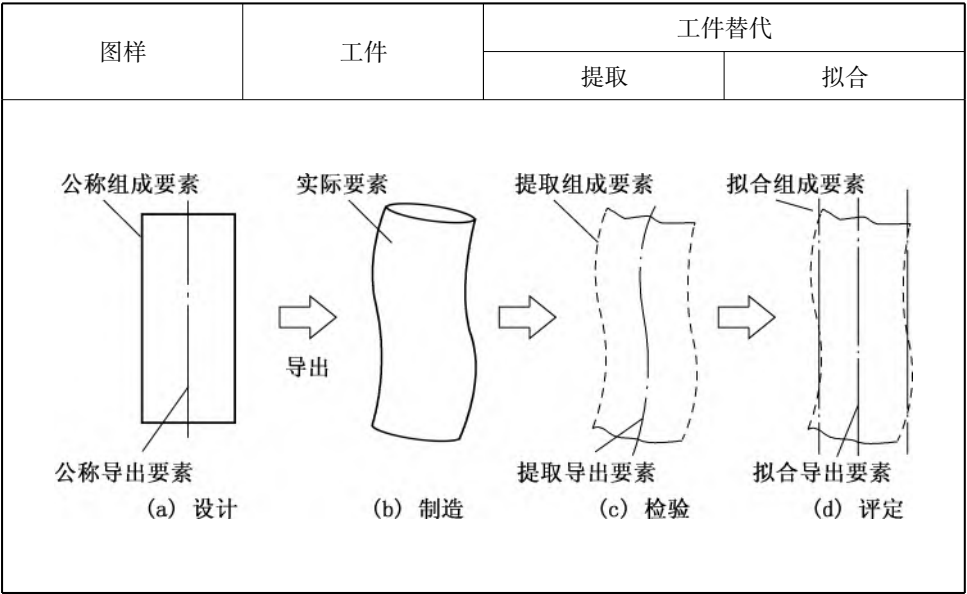 图样
工件
工件替代
提取
拟合
公称组成要素
实际要素
提取组成要素
拟合组成要素
导出
公称导出要素
提取导出要素
拟合导出要素
(a) 设计
(b) 制造
(c) 检验
(d) 评定